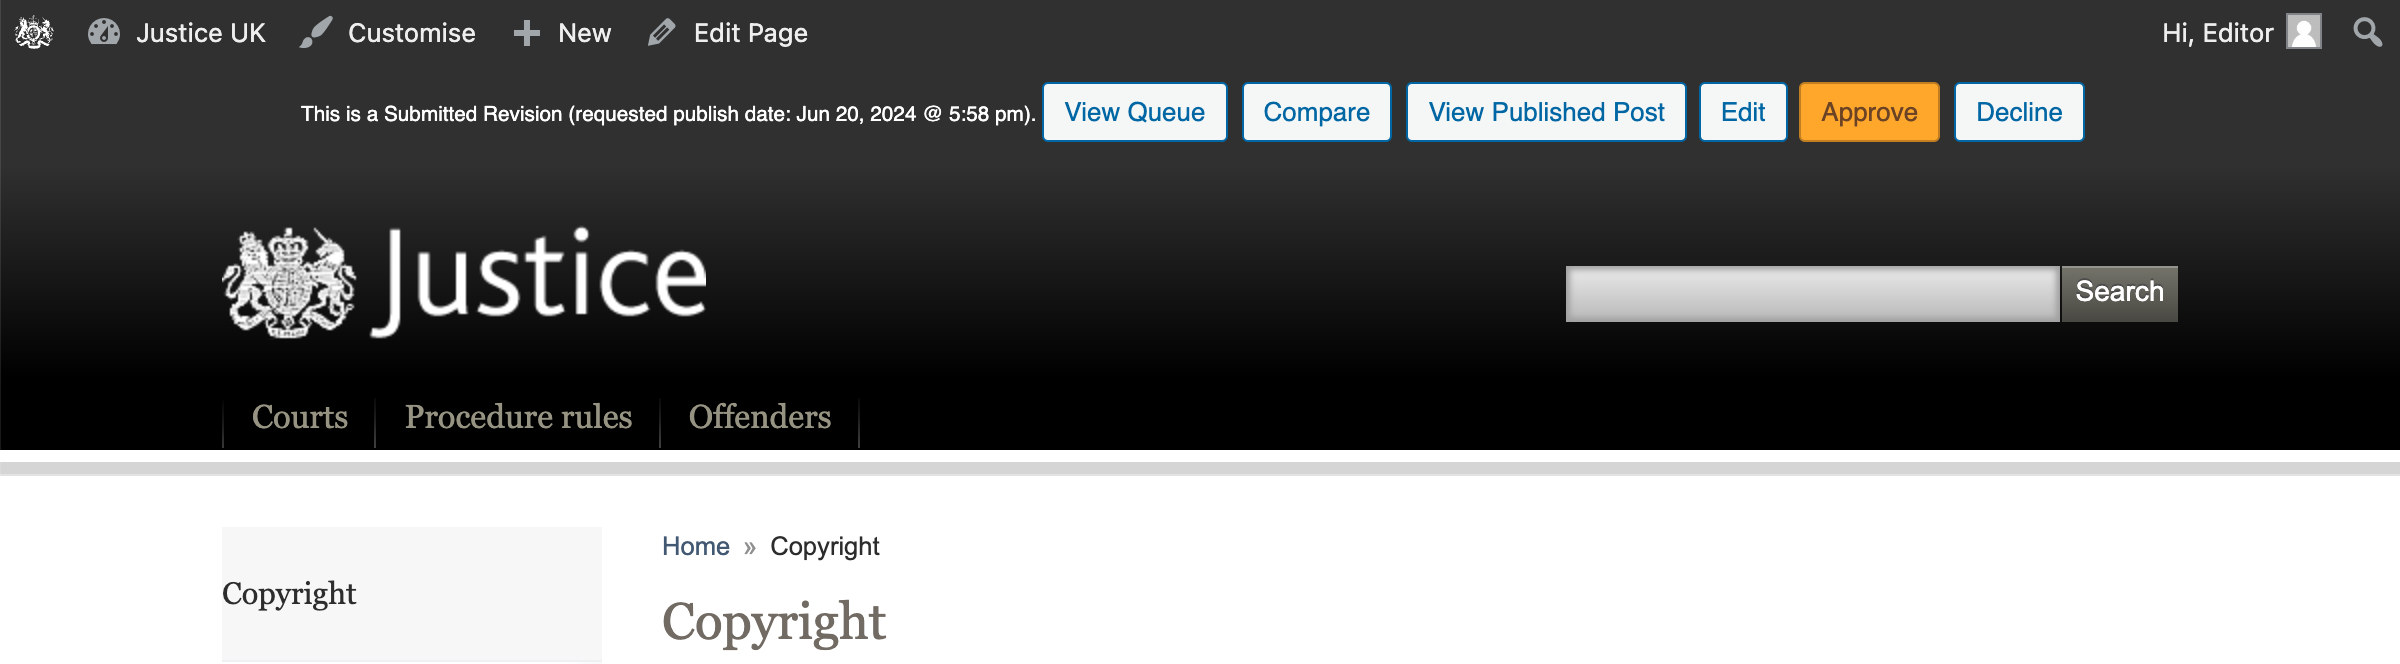 Justice UK Customise New Edit Page Hi, Editor
This is a Submitted Revision (requested publish date: Jun 20, 2024 @ 5:58 pm). View Queue Compare View Published Post Edit Approve Decline
Justice Search
Courts Procedure rules Offenders
Home » Copyright
Copyright
Copyright